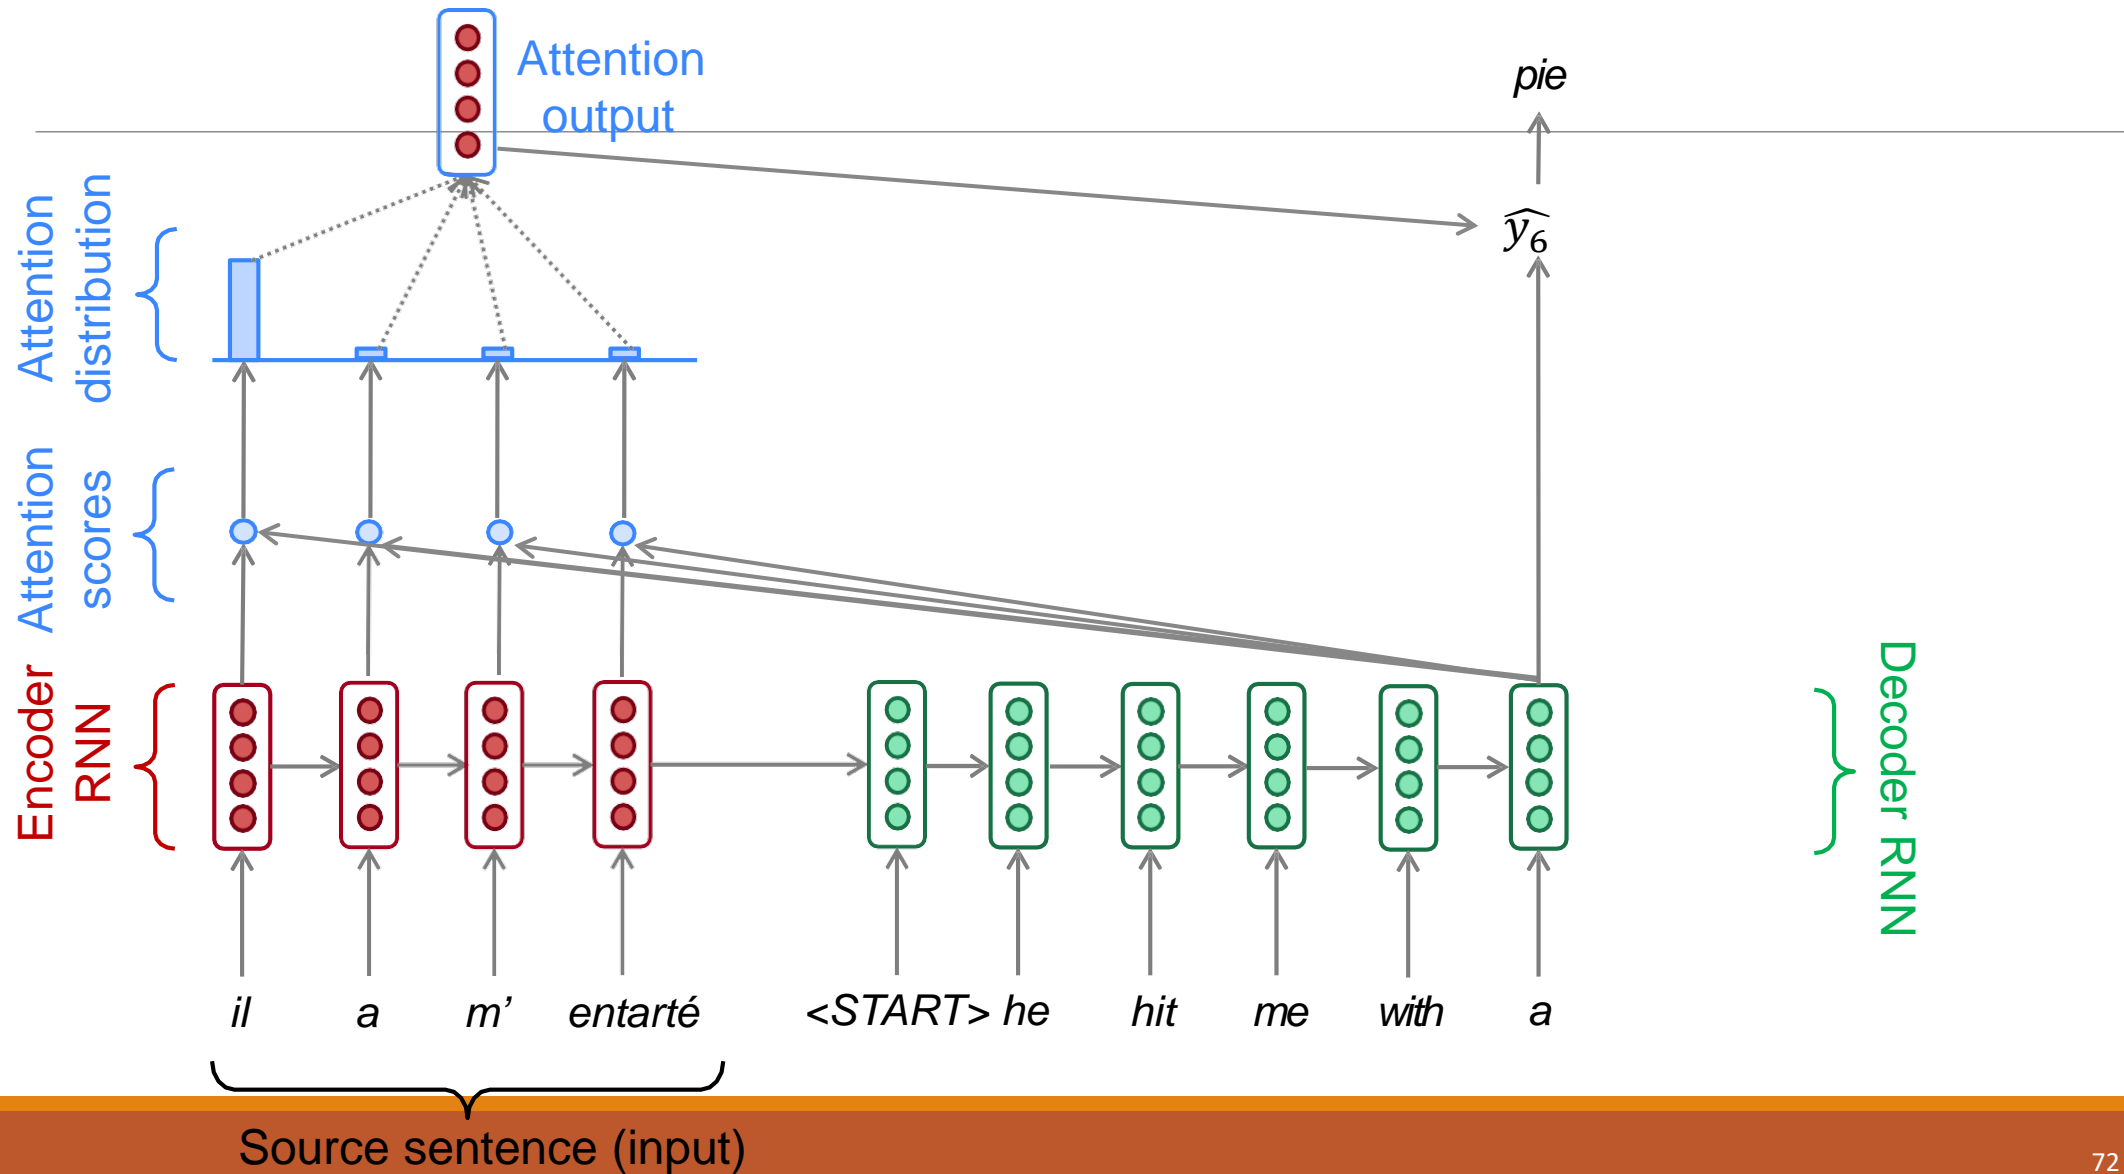 Attention
output
pie
Attention
distribution
ŷ₆
Attention
scores
Encoder
RNN
Decoder RNN
il a m’ entarté <START> he hit me with a
Source sentence (input)
72